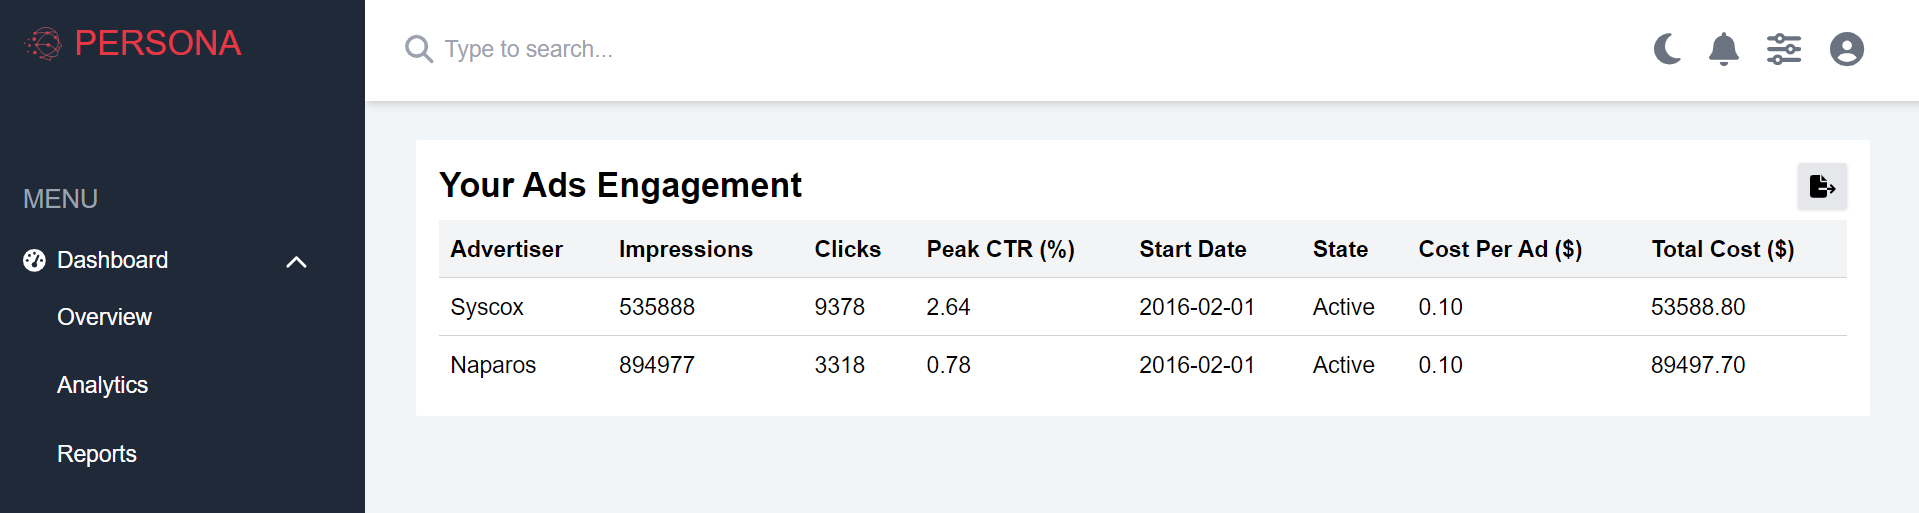 PERSONA
Type to search...
MENU
Dashboard
Overview
Analytics
Reports
Your Ads Engagement
Advertiser Impressions Clicks Peak CTR (%) Start Date State Cost Per Ad ($) Total Cost ($)
Syscox 535888 9378 2.64 2016-02-01 Active 0.10 53588.80
Naparos 894977 3318 0.78 2016-02-01 Active 0.10 89497.70